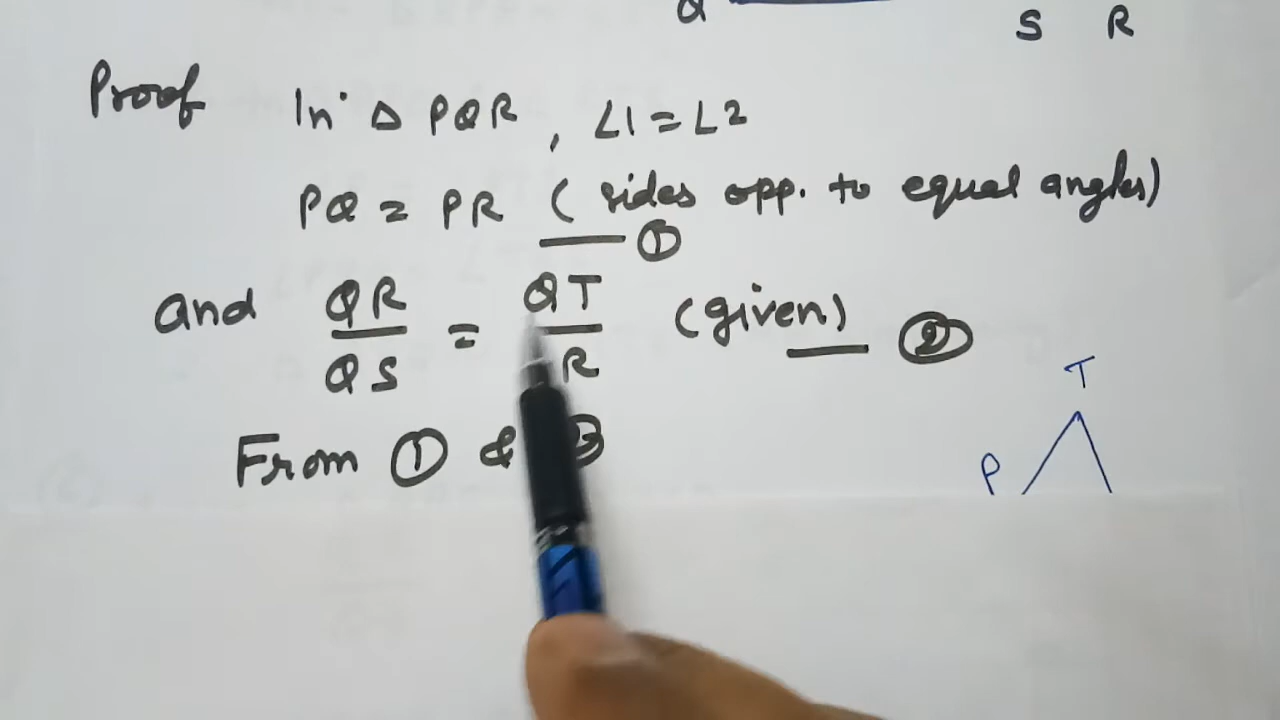 S R
Proof In Δ PQR, ∠1 = ∠2
PQ = PR (sides opp. to equal angles)
①
and QR/QS = QT/R (given) ②
From ① &
T
P